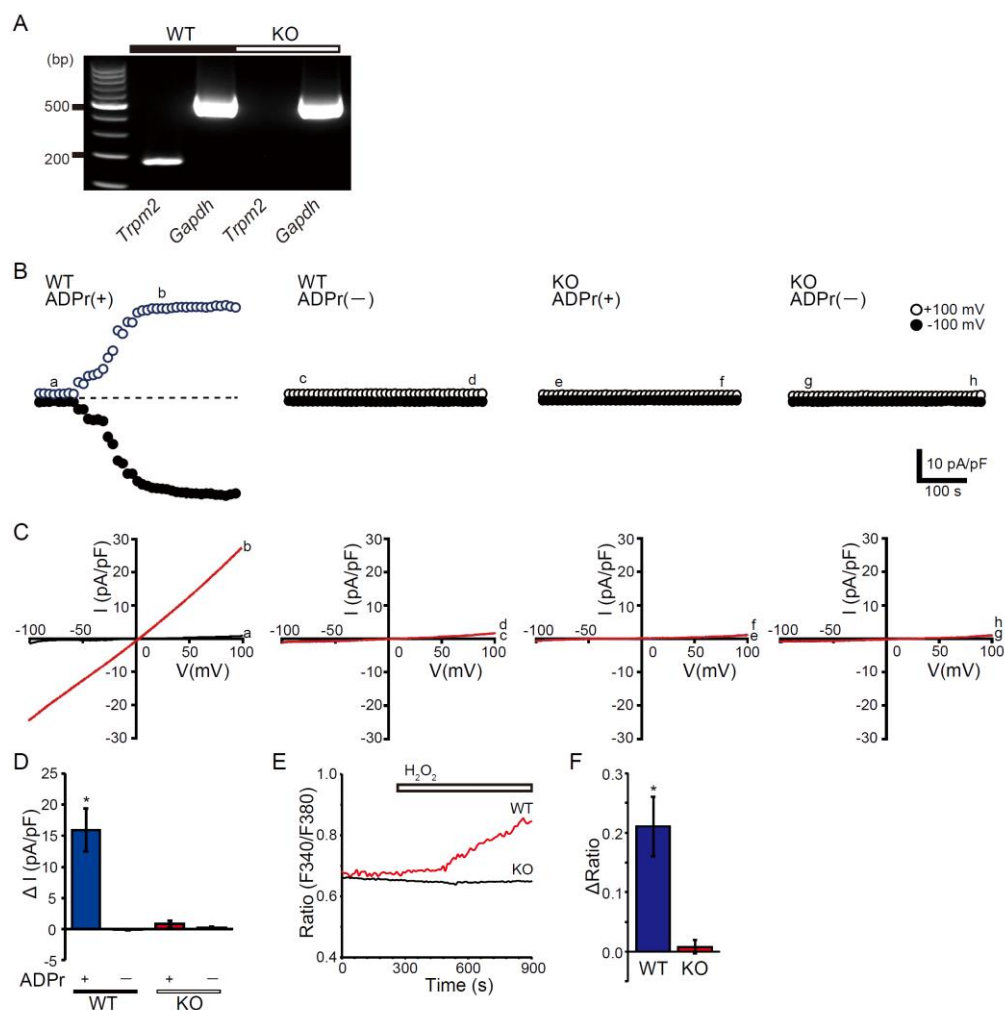 A
WT KO
(bp)
500
200
Trpm2 Gapdh Trpm2 Gapdh
B
WT
ADPr(+)
WT
ADPr(—)
KO
ADPr(+)
KO
ADPr(—)
+100 mV
-100 mV
a b c d e f g h
10 pA/pF
100 s
C
I (pA/pF)
30
20
10
-100 -50 0 50 100
-10
-20
-30
V(mV)
b
a
I (pA/pF)
30
20
10
-100 -50 0 50 100
-10
-20
-30
V(mV)
d
c
I (pA/pF)
30
20
10
-100 -50 0 50 100
-10
-20
-30
V(mV)
f
e
I (pA/pF)
30
20
10
-100 -50 0 50 100
-10
-20
-30
V(mV)
h
g
D
Δ I (pA/pF)
25
20
15
10
5
0
-5
*
ADPr + — + —
WT KO
E
Ratio (F340/F380)
1.0
0.8
0.6
0.4
H₂O₂
WT
KO
0 300 600 900
Time (s)
F
ΔRatio
0.3
0.2
0.1
0.0
*
WT KO